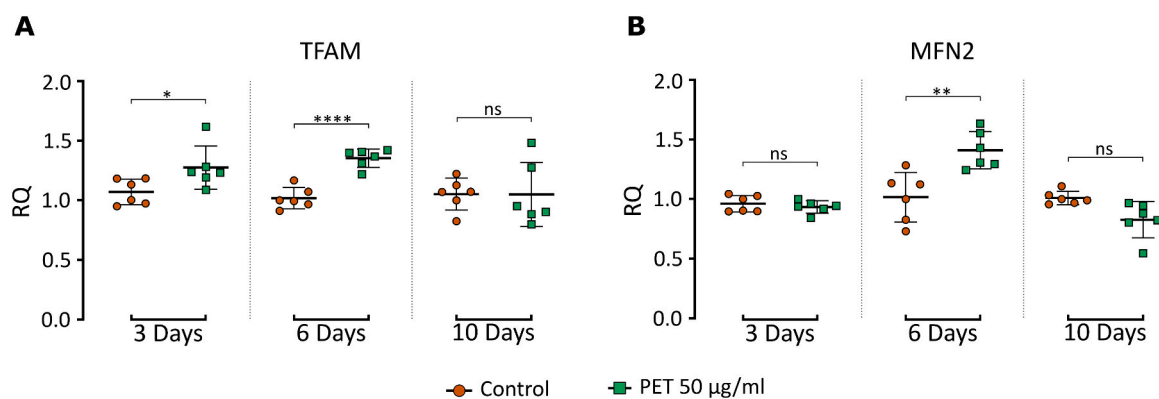 A
TFAM
2.0
1.5
1.0
0.5
0.0
RQ
*
****
ns
3 Days
6 Days
10 Days
B
MFN2
2.0
1.5
1.0
0.5
0.0
RQ
ns
**
ns
3 Days
6 Days
10 Days
Control
PET 50 µg/ml